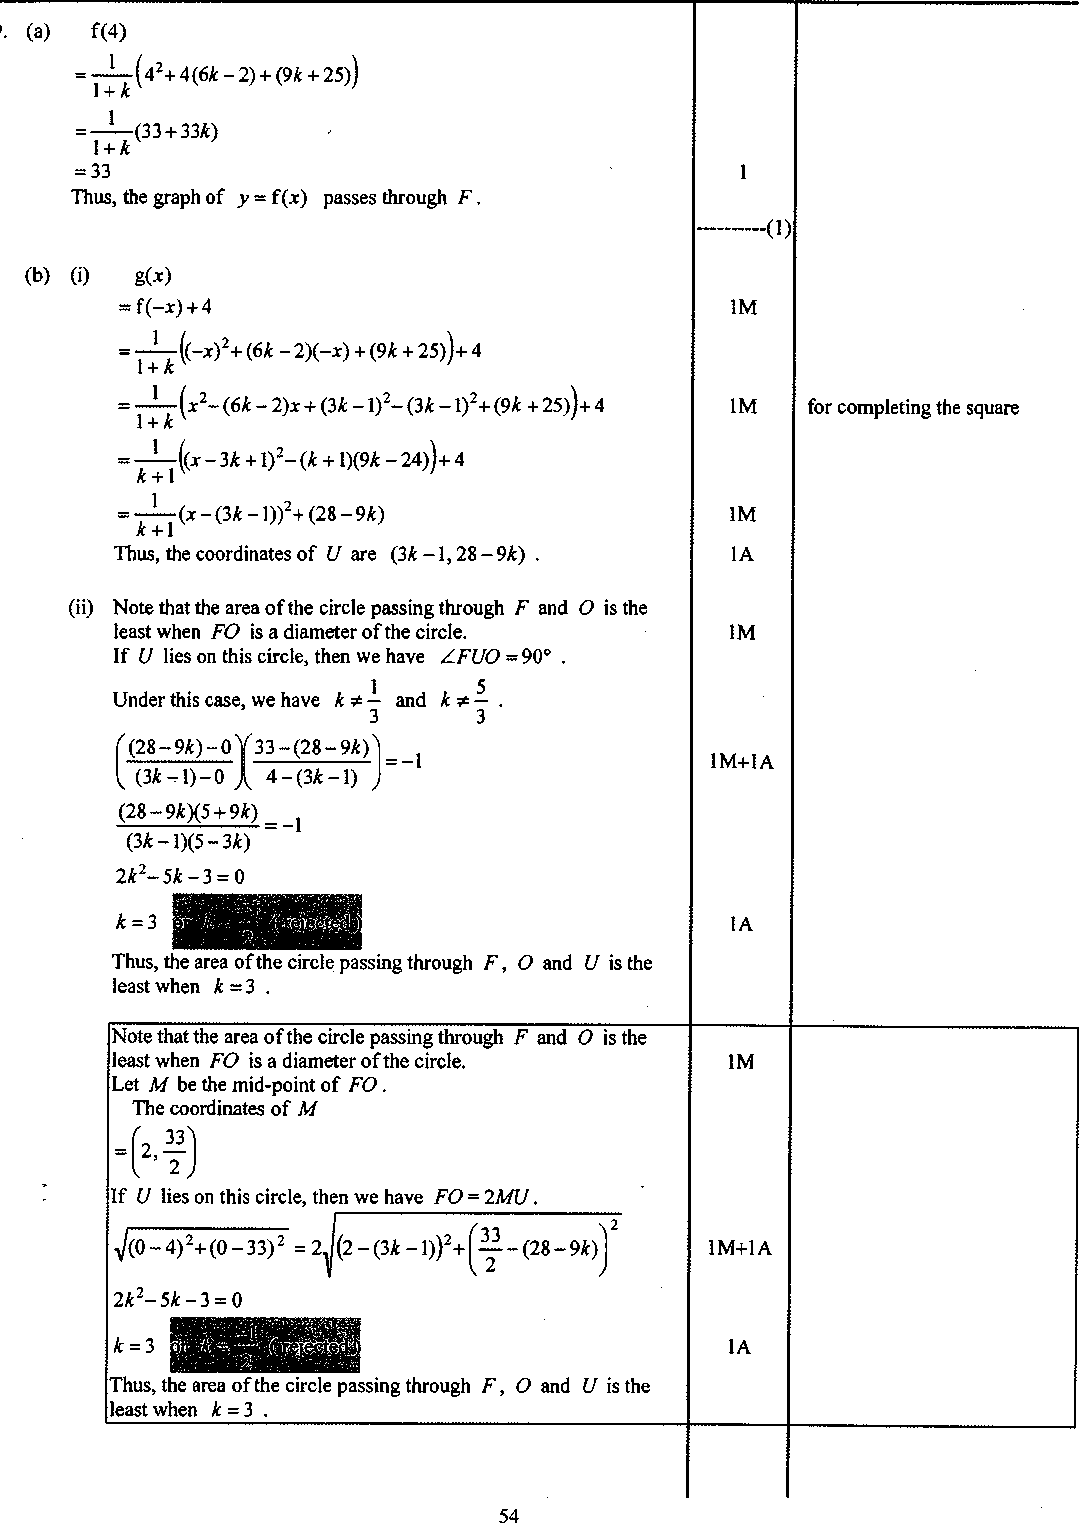 . (a) f(4)
= 1/(1+k) (4²+4(6k−2)+(9k+25))
= 1/(1+k) (33+33k)
= 33 1
Thus, the graph of y = f(x) passes through F .
----------(1)
(b) (i) g(x)
= f(−x)+4 1M
= 1/(1+k) ((−x)²+(6k−2)(−x)+(9k+25))+4
= 1/(1+k) (x²−(6k−2)x+(3k−1)²−(3k−1)²+(9k+25))+4 1M for completing the square
= 1/(k+1) ((x−3k+1)²−(k+1)(9k−24))+4
= 1/(k+1) (x−(3k−1))²+(28−9k) 1M
Thus, the coordinates of U are (3k−1, 28−9k) . 1A
(ii) Note that the area of the circle passing through F and O is the
least when FO is a diameter of the circle. 1M
If U lies on this circle, then we have ∠FUO = 90° .
Under this case, we have k ≠ 1/3 and k ≠ 5/3 .
(((28−9k)−0)/((3k−1)−0))((33−(28−9k))/(4−(3k−1))) = −1 1M+1A
((28−9k)(5+9k))/((3k−1)(5−3k)) = −1
2k²−5k−3 = 0
k = 3 (rejected) 1A
Thus, the area of the circle passing through F , O and U is the
least when k = 3 .
Note that the area of the circle passing through F and O is the
least when FO is a diameter of the circle. 1M
Let M be the mid-point of FO .
The coordinates of M
= (2, 33/2)
If U lies on this circle, then we have FO = 2MU .
√((0−4)²+(0−33)²) = 2√((2−(3k−1))²+(33/2−(28−9k))²) 1M+1A
2k²−5k−3 = 0
k = 3 (rejected) 1A
Thus, the area of the circle passing through F , O and U is the
least when k = 3 .
54